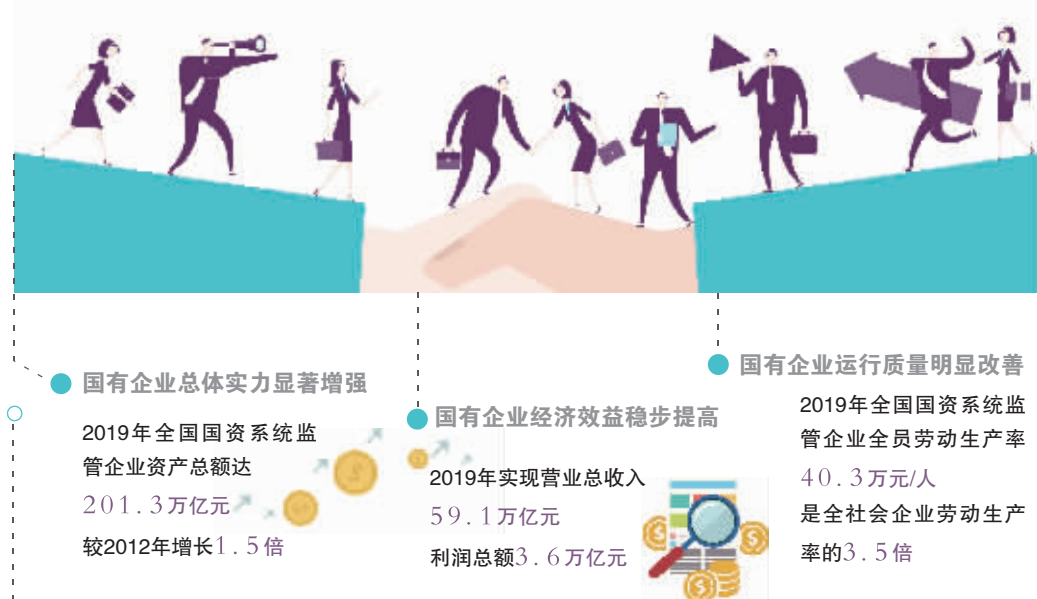 国有企业总体实力显著增强
2019年全国国资系统监
管企业资产总额达
201.3万亿元
较2012年增长1.5倍
国有企业经济效益稳步提高
2019年实现营业总收入
59.1万亿元
利润总额3.6万亿元
国有企业运行质量明显改善
2019年全国国资系统监
管企业全员劳动生产率
40.3万元/人
是全社会企业劳动生产
率的3.5倍